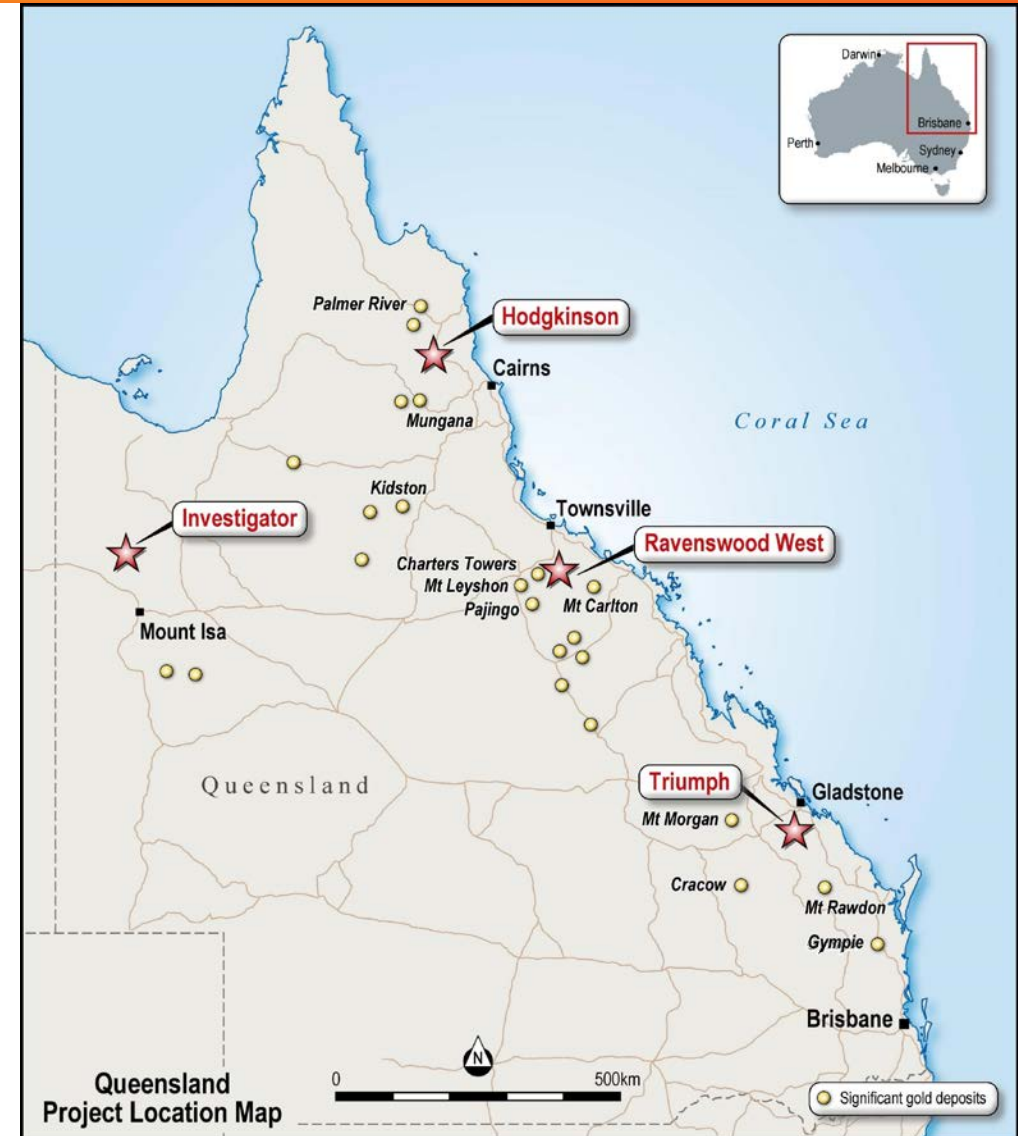 Darwin
Brisbane
Perth
Sydney
Melbourne
Palmer River
Hodgkinson
Cairns
Mungana
Coral Sea
Kidston
Investigator
Townsville
Ravenswood West
Charters Towers
Mt Leyshon
Pajingo
Mt Carlton
Mount Isa
Queensland
Triumph
Gladstone
Mt Morgan
Cracow
Mt Rawdon
Gympie
Brisbane
N
Queensland
Project Location Map
0 500km
Significant gold deposits